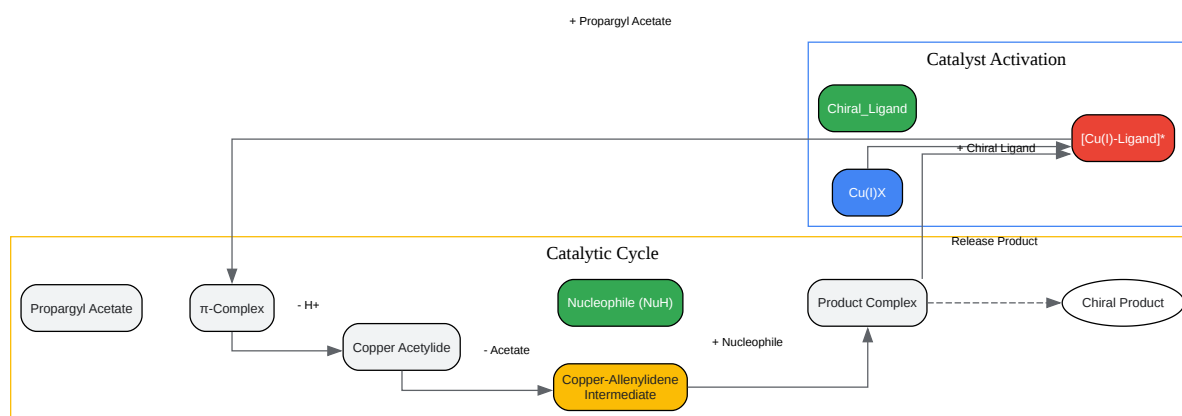 + Propargyl Acetate
Catalyst Activation
Chiral_Ligand
[Cu(I)-Ligand]*
+ Chiral Ligand
Cu(I)X
Release Product
Catalytic Cycle
Propargyl Acetate
π-Complex
- H+
Nucleophile (NuH)
Product Complex
Chiral Product
Copper Acetylide
- Acetate
+ Nucleophile
Copper-Allenylidene
Intermediate